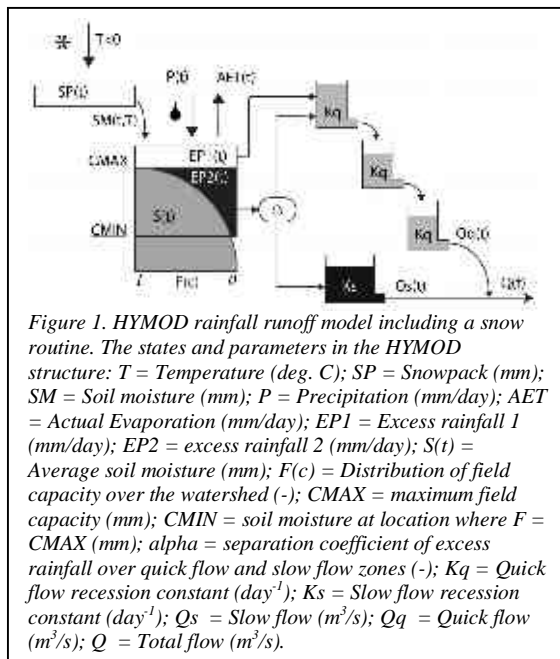 T<0
P(t)
AET(t)
SP(t)
SM(t,T)
Kq
CMAX
EP1(t)
EP2(t)
Kq
S(t)
CMIN
Kq
Qq(t)
Ks
Qs(t)
Q(t)
1
F(c)
0
Figure 1. HYMOD rainfall runoff model including a snow
routine. The states and parameters in the HYMOD
structure: T = Temperature (deg. C); SP = Snowpack (mm);
SM = Soil moisture (mm); P = Precipitation (mm/day); AET
= Actual Evaporation (mm/day); EP1 = Excess rainfall 1
(mm/day); EP2 = excess rainfall 2 (mm/day); S(t) =
Average soil moisture (mm); F(c) = Distribution of field
capacity over the watershed (-); CMAX = maximum field
capacity (mm); CMIN = soil moisture at location where F =
CMAX (mm); alpha = separation coefficient of excess
rainfall over quick flow and slow flow zones (-); Kq = Quick
flow recession constant (day⁻¹); Ks = Slow flow recession
constant (day⁻¹); Qs = Slow flow (m³/s); Qq = Quick flow
(m³/s); Q = Total flow (m³/s).